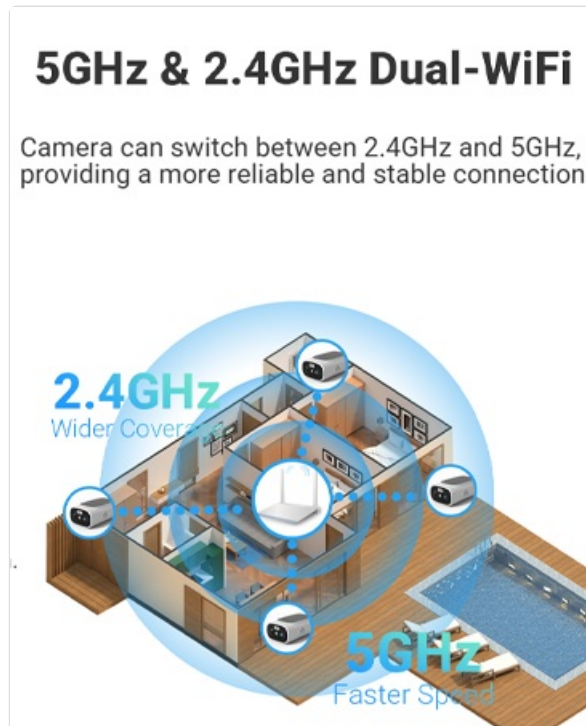 5GHz & 2.4GHz Dual-WiFi
Camera can switch between 2.4GHz and 5GHz,
providing a more reliable and stable connection
2.4GHz
Wider Coverage
5GHz
Faster Speed